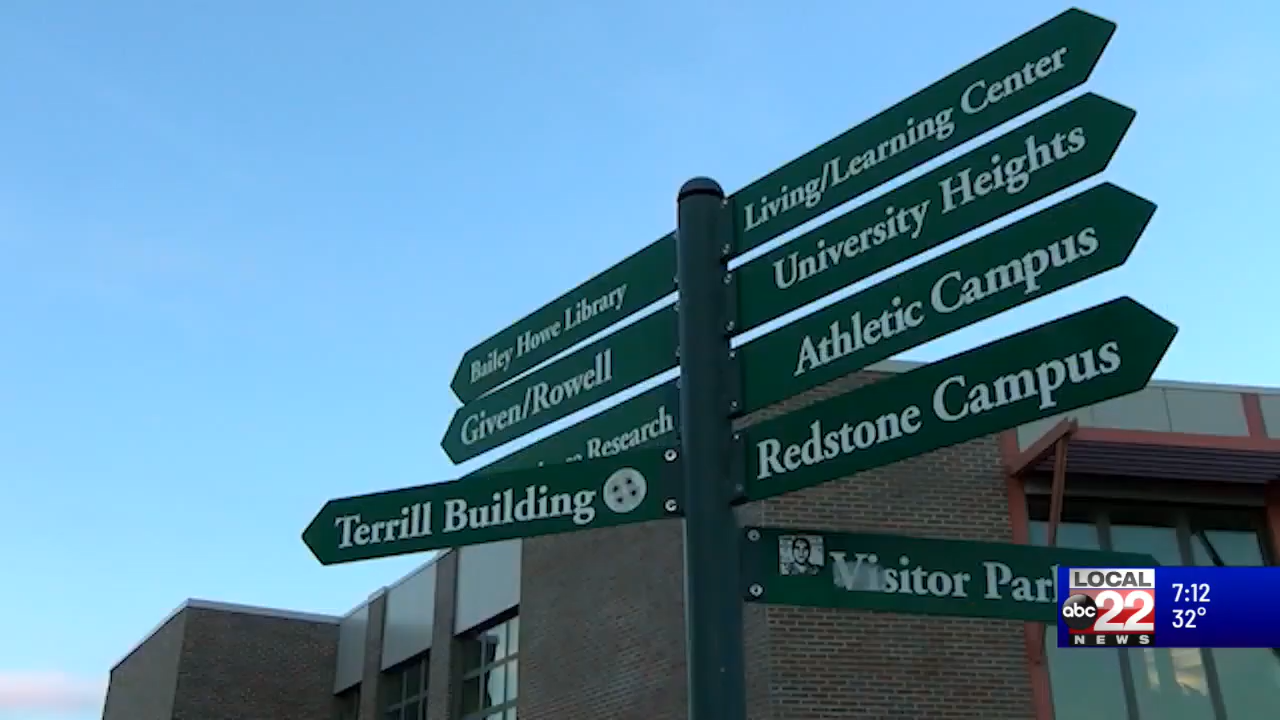 Living/Learning Center
University Heights
Athletic Campus
Redstone Campus
Bailey Howe Library
Given/Rowell
Research
Terrill Building
Visitor
LOCAL
abc 22
NEWS
7:12
32°